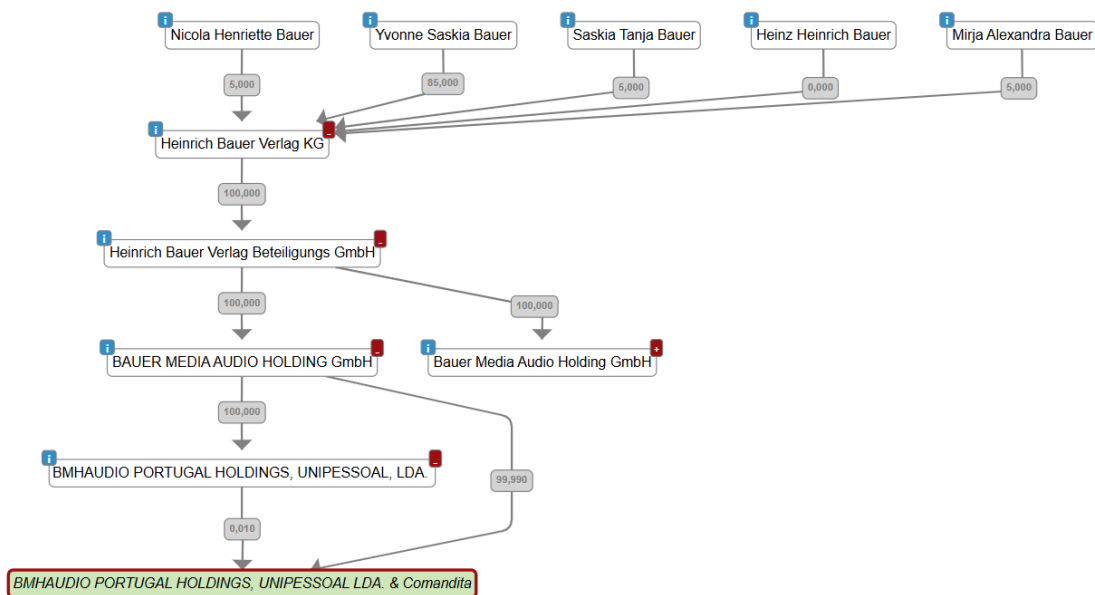 Nicola Henriette Bauer
Yvonne Saskia Bauer
Saskia Tanja Bauer
Heinz Heinrich Bauer
Mirja Alexandra Bauer
5,000
85,000
5,000
0,000
5,000
Heinrich Bauer Verlag KG
100,000
Heinrich Bauer Verlag Beteiligungs GmbH
100,000
100,000
BAUER MEDIA AUDIO HOLDING GmbH
Bauer Media Audio Holding GmbH
100,000
BMHAUDIO PORTUGAL HOLDINGS, UNIPESSOAL, LDA.
99,990
0,010
BMHAUDIO PORTUGAL HOLDINGS, UNIPESSOAL LDA. & Comandita